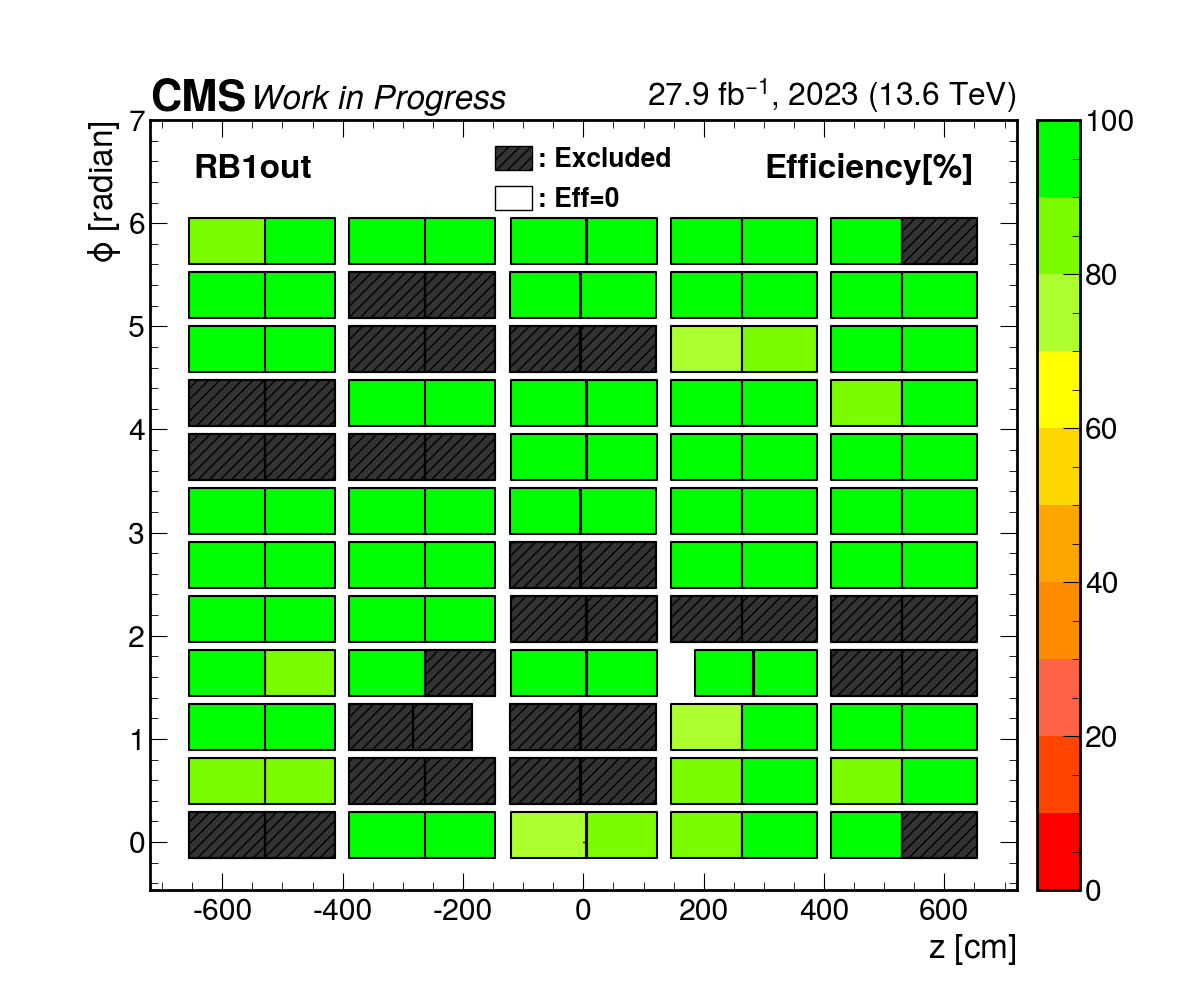 CMS Work in Progress 27.9 fb⁻¹, 2023 (13.6 TeV)
RB1out : Excluded Efficiency[%]
: Eff=0
ϕ [radian]
7
6
5
4
3
2
1
0
100
80
60
40
20
0
-600 -400 -200 0 200 400 600
z [cm]